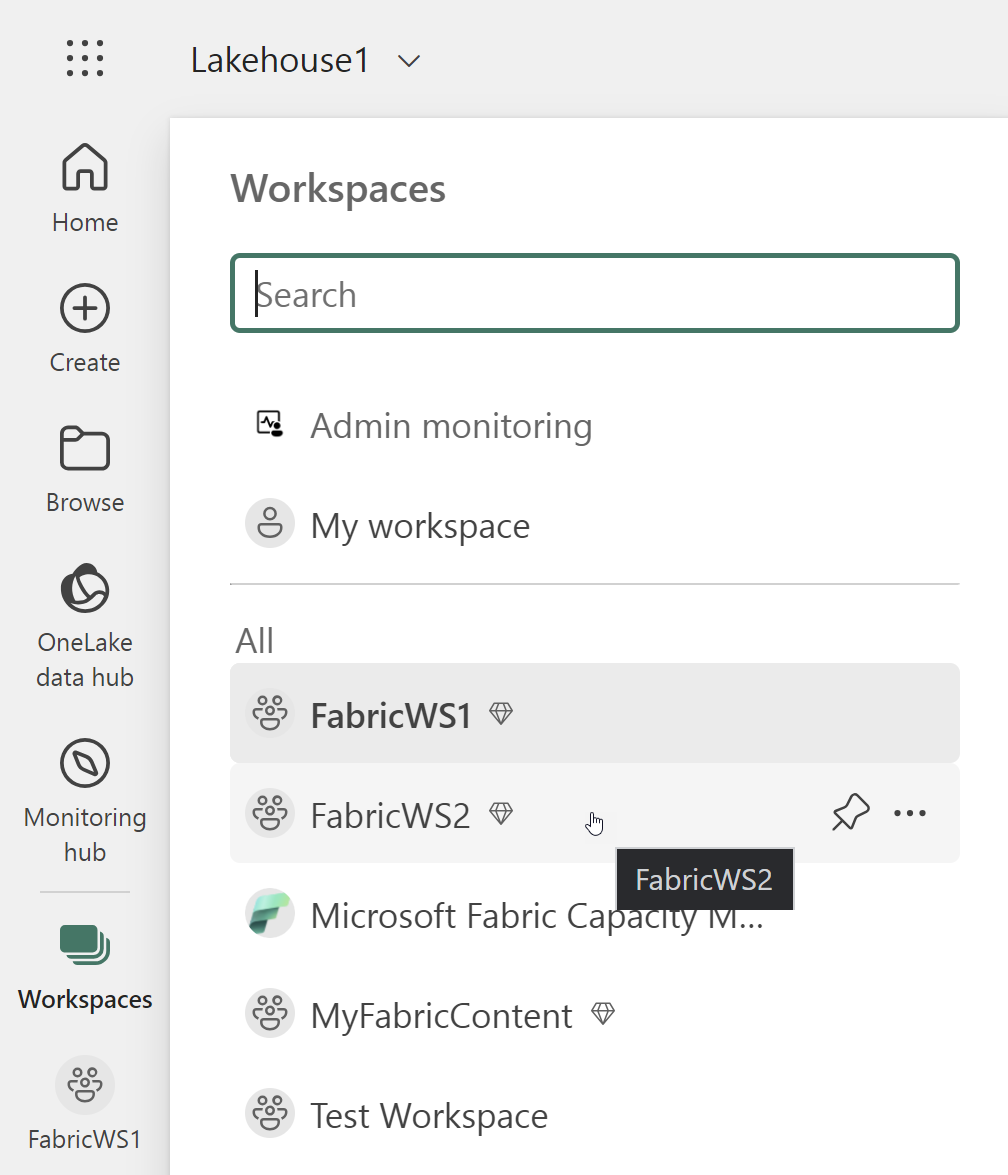 Lakehouse1
Home
Create
Browse
OneLake
data hub
Monitoring
hub
Workspaces
FabricWS1
Workspaces
Search
Admin monitoring
My workspace
All
FabricWS1
FabricWS2
FabricWS2
Microsoft Fabric Capacity M...
MyFabricContent
Test Workspace